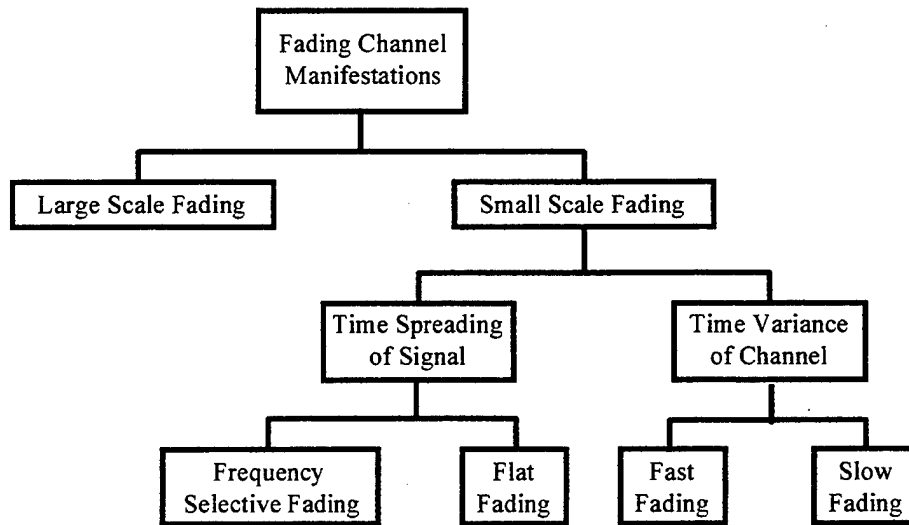 Fading Channel
Manifestations
Large Scale Fading
Small Scale Fading
Time Spreading
of Signal
Time Variance
of Channel
Frequency
Selective Fading
Flat
Fading
Fast
Fading
Slow
Fading